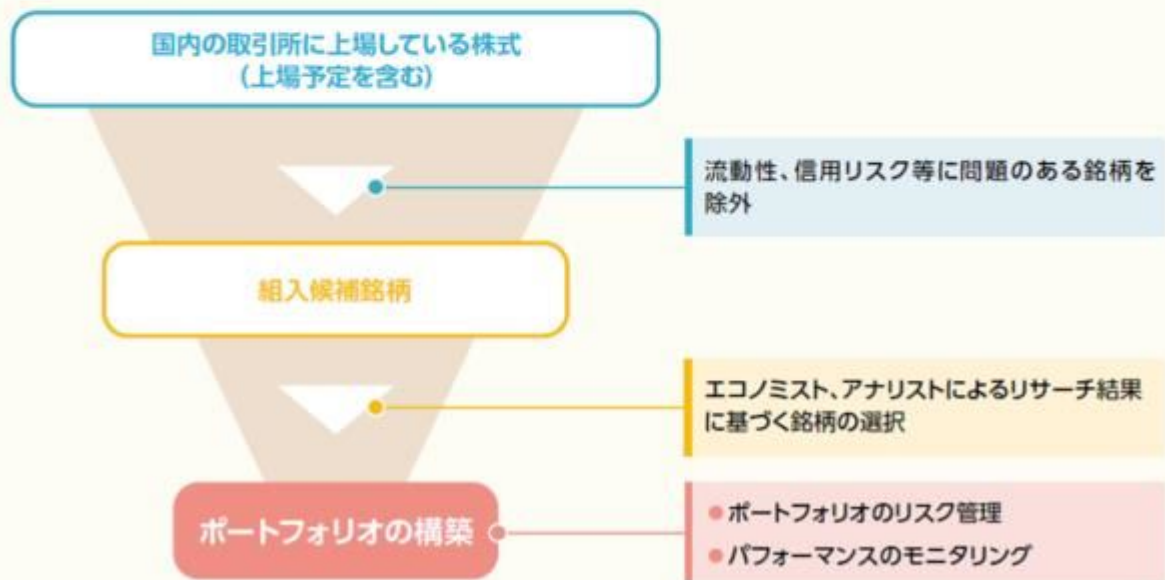 国内の取引所に上場している株式
(上場予定を含む)
流動性、信用リスク等に問題のある銘柄を
除外
組入候補銘柄
エコノミスト、アナリストによるリサーチ結果
に基づく銘柄の選択
ポートフォリオの構築
●ポートフォリオのリスク管理
●パフォーマンスのモニタリング